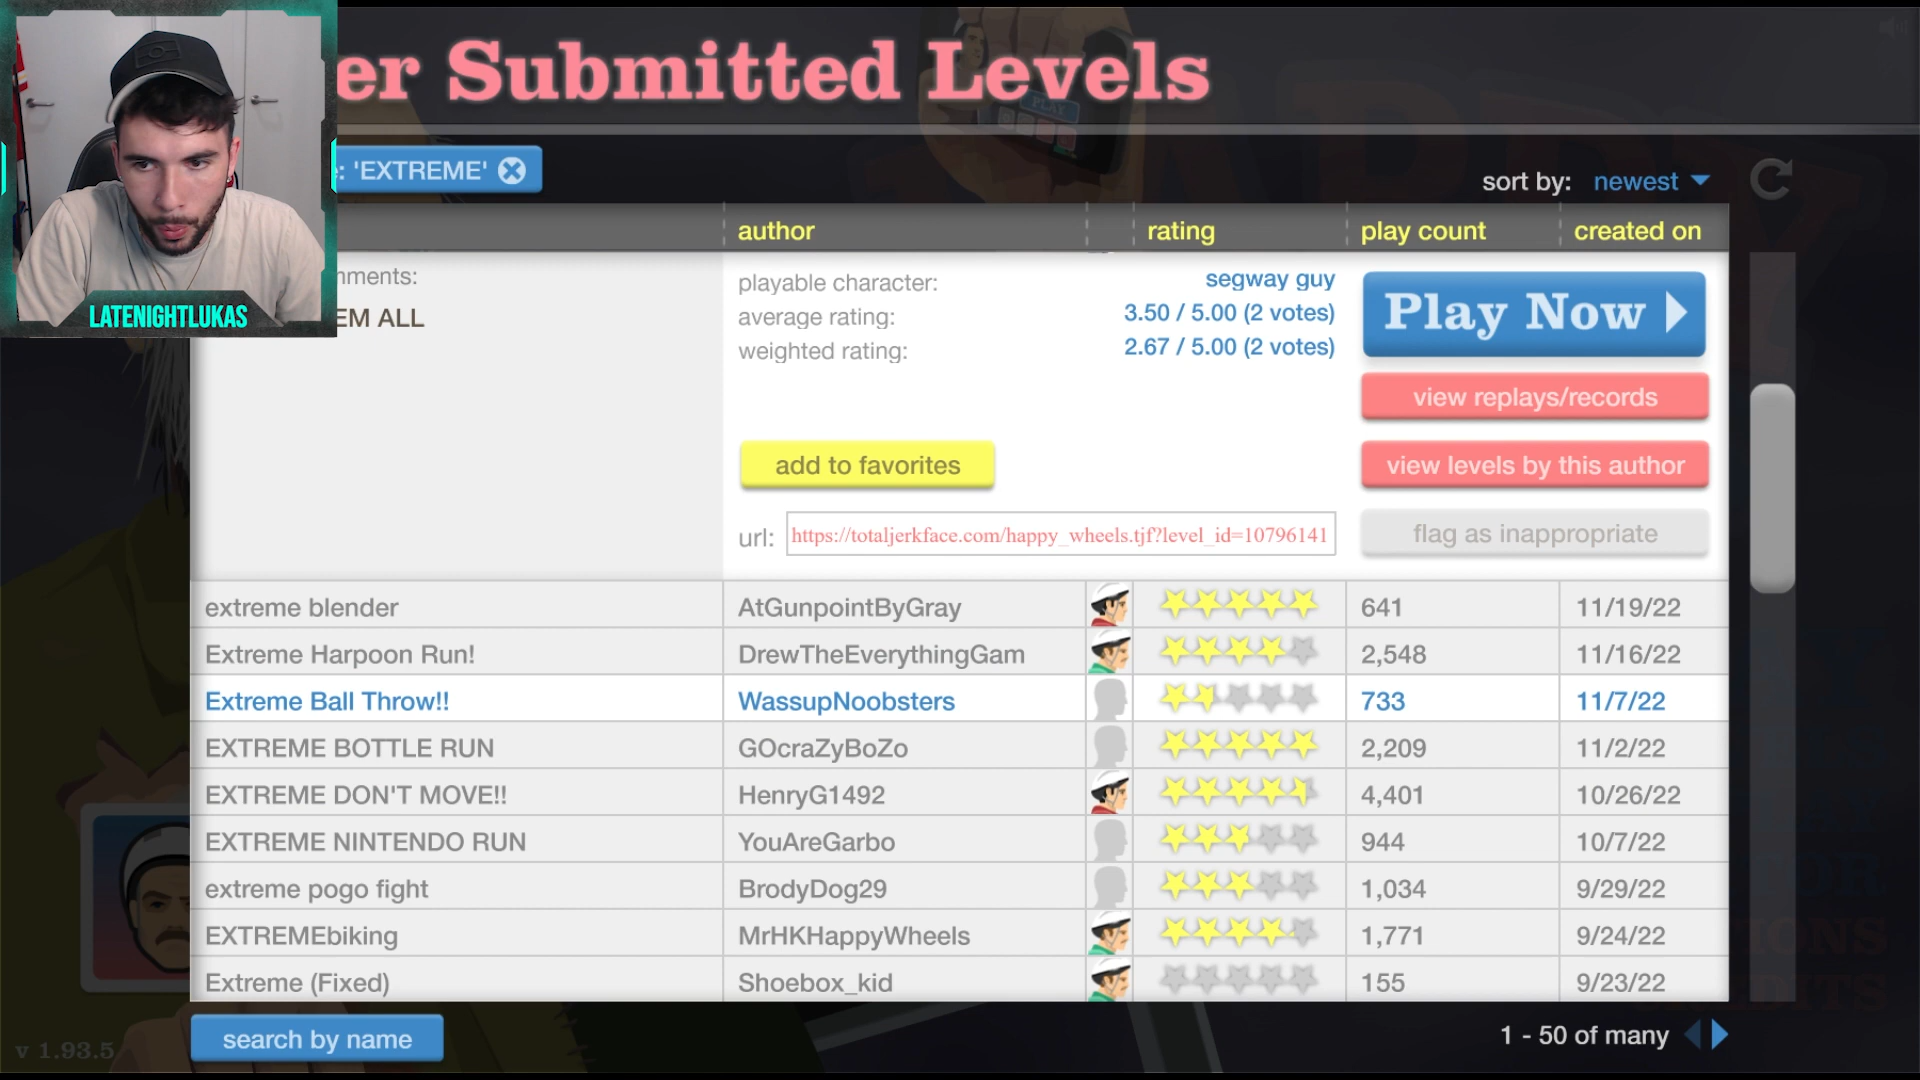 er Submitted Levels
: 'EXTREME'
sort by: newest
author rating play count created on
mments:
EM ALL
LATENIGHTLUKAS
playable character: segway guy
average rating: 3.50 / 5.00 (2 votes)
weighted rating: 2.67 / 5.00 (2 votes)
Play Now
view replays/records
add to favorites
view levels by this author
url: https://totaljerkface.com/happy_wheels.tjf?level_id=10796141
flag as inappropriate
extreme blender AtGunpointByGray 641 11/19/22
Extreme Harpoon Run! DrewTheEverythingGam 2,548 11/16/22
Extreme Ball Throw!! WassupNoobsters 733 11/7/22
EXTREME BOTTLE RUN GOcraZyBoZo 2,209 11/2/22
EXTREME DON'T MOVE!! HenryG1492 4,401 10/26/22
EXTREME NINTENDO RUN YouAreGarbo 944 10/7/22
extreme pogo fight BrodyDog29 1,034 9/29/22
EXTREMEbiking MrHKHappyWheels 1,771 9/24/22
Extreme (Fixed) Shoebox_kid 155 9/23/22
search by name
1 - 50 of many
v 1.93.5